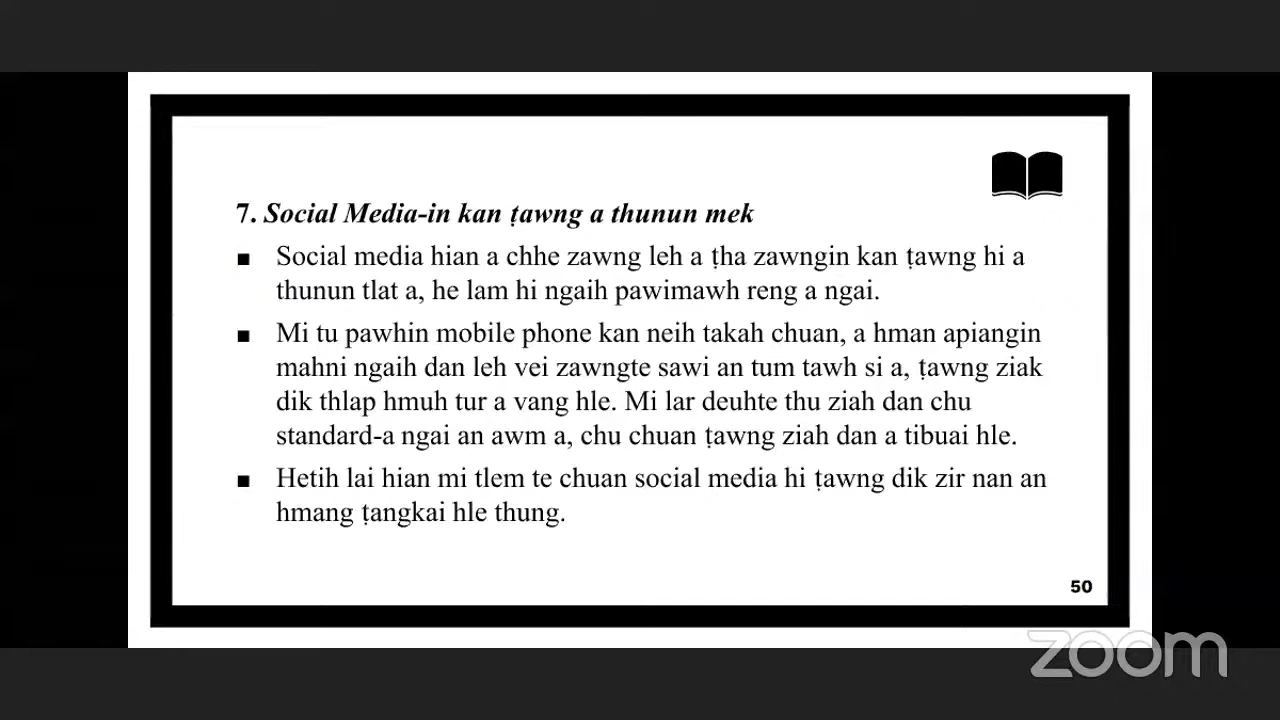 7. Social Media-in kan ṭawng a thunun mek
▪ Social media hian a chhe zawng leh a ṭha zawngin kan ṭawng hi a
thunun tlat a, he lam hi ngaih pawimawh reng a ngai.
▪ Mi tu pawhin mobile phone kan neih takah chuan, a hman apiangin
mahni ngaih dan leh vei zawngte sawi an tum tawh si a, ṭawng ziak
dik thlap hmuh tur a vang hle. Mi lar deuhte thu ziah dan chu
standard-a ngai an awm a, chu chuan ṭawng ziah dan a tibuai hle.
▪ Hetih lai hian mi tlem te chuan social media hi ṭawng dik zir nan an
hmang ṭangkai hle thung.
50
zoom